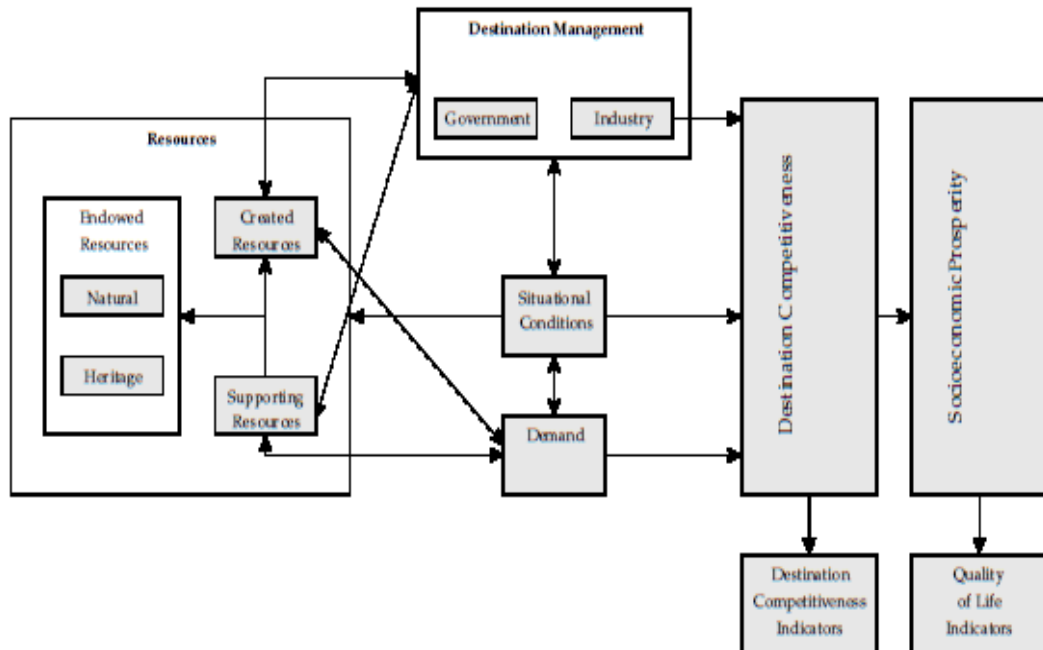 Destination Management
Government
Industry
Resources
Endowed
Resources
Natural
Heritage
Created
Resources
Supporting
Resources
Situational
Conditions
Demand
Destination Competitiveness
Socioeconomic Prosperity
Destination
Competitiveness
Indicators
Quality
of Life
Indicators